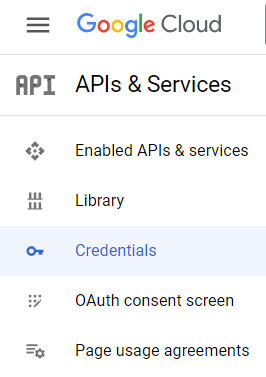 Google Cloud
API APIs & Services
Enabled APIs & services
Library
Credentials
OAuth consent screen
Page usage agreements